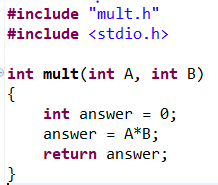 #include "mult.h"
#include <stdio.h>
int mult(int A, int B)
{
int answer = 0;
answer = A*B;
return answer;
}